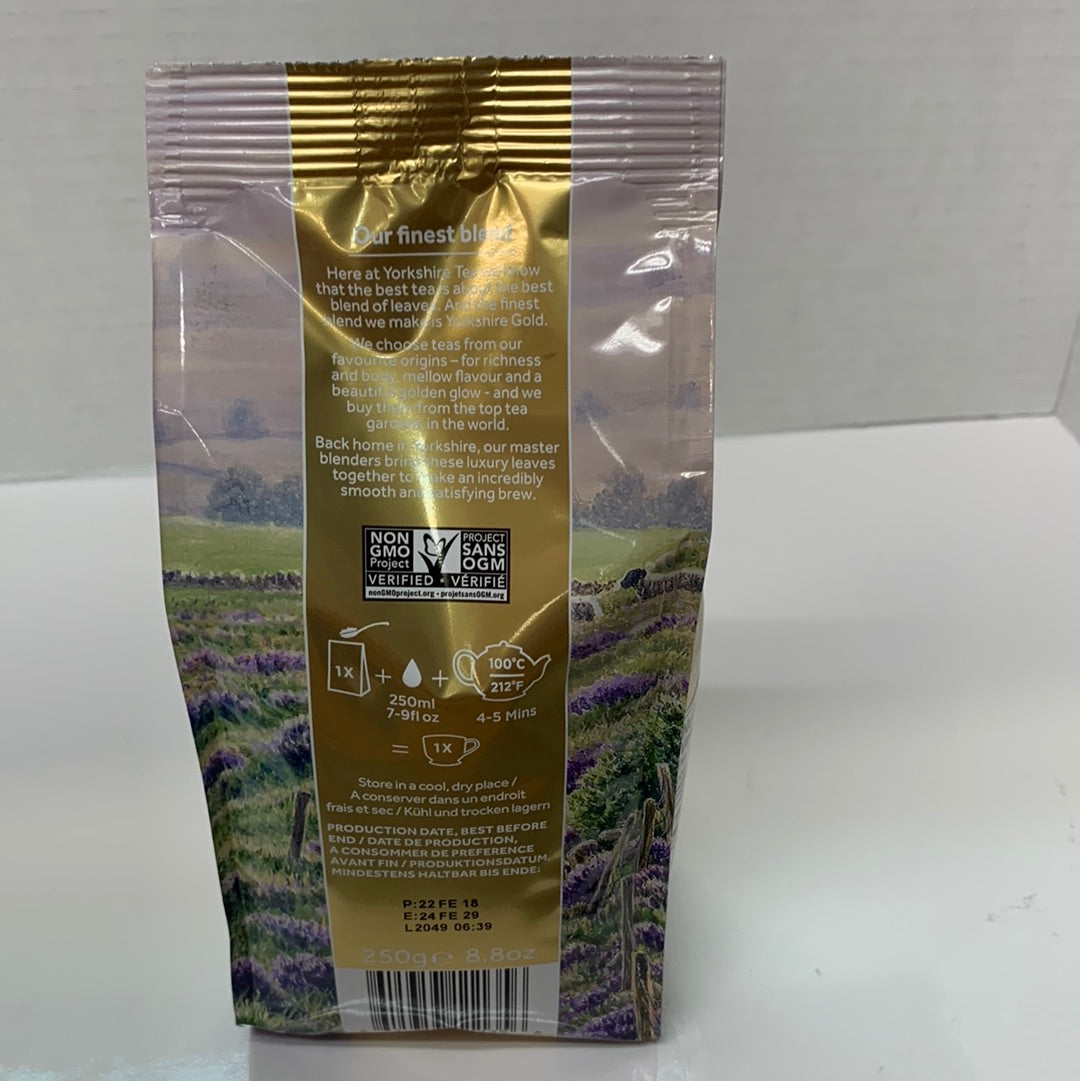 Our finest blend
Here at Yorkshire Tea we know
that the best tea is about the best
blend of leaves. And the finest
blend we make is Yorkshire Gold.
We choose teas from our
favourite origins – for richness
and body, mellow flavour and a
beautiful golden glow - and we
buy them from the top tea
gardens in the world.
Back home in Yorkshire, our master
blenders bring these luxury leaves
together to make an incredibly
smooth and satisfying brew.
NON
GMO
Project
VERIFIED
PROJECT
SANS
OGM
VÉRIFIÉ
nonGMOproject.org • projetsansOGM.org
1X
+
+
100°C
212°F
250ml
7-9fl oz
4-5 Mins
= 1X
Store in a cool, dry place /
A conserver dans un endroit
frais et sec / Kühl und trocken lagern
PRODUCTION DATE, BEST BEFORE
END / DATE DE PRODUCTION,
A CONSOMMER DE PREFERENCE
AVANT FIN / PRODUKTIONSDATUM,
MINDESTENS HALTBAR BIS ENDE:
P:22 FE 18
E:24 FE 29
L2049 06:39
250g℮ 8.8oz